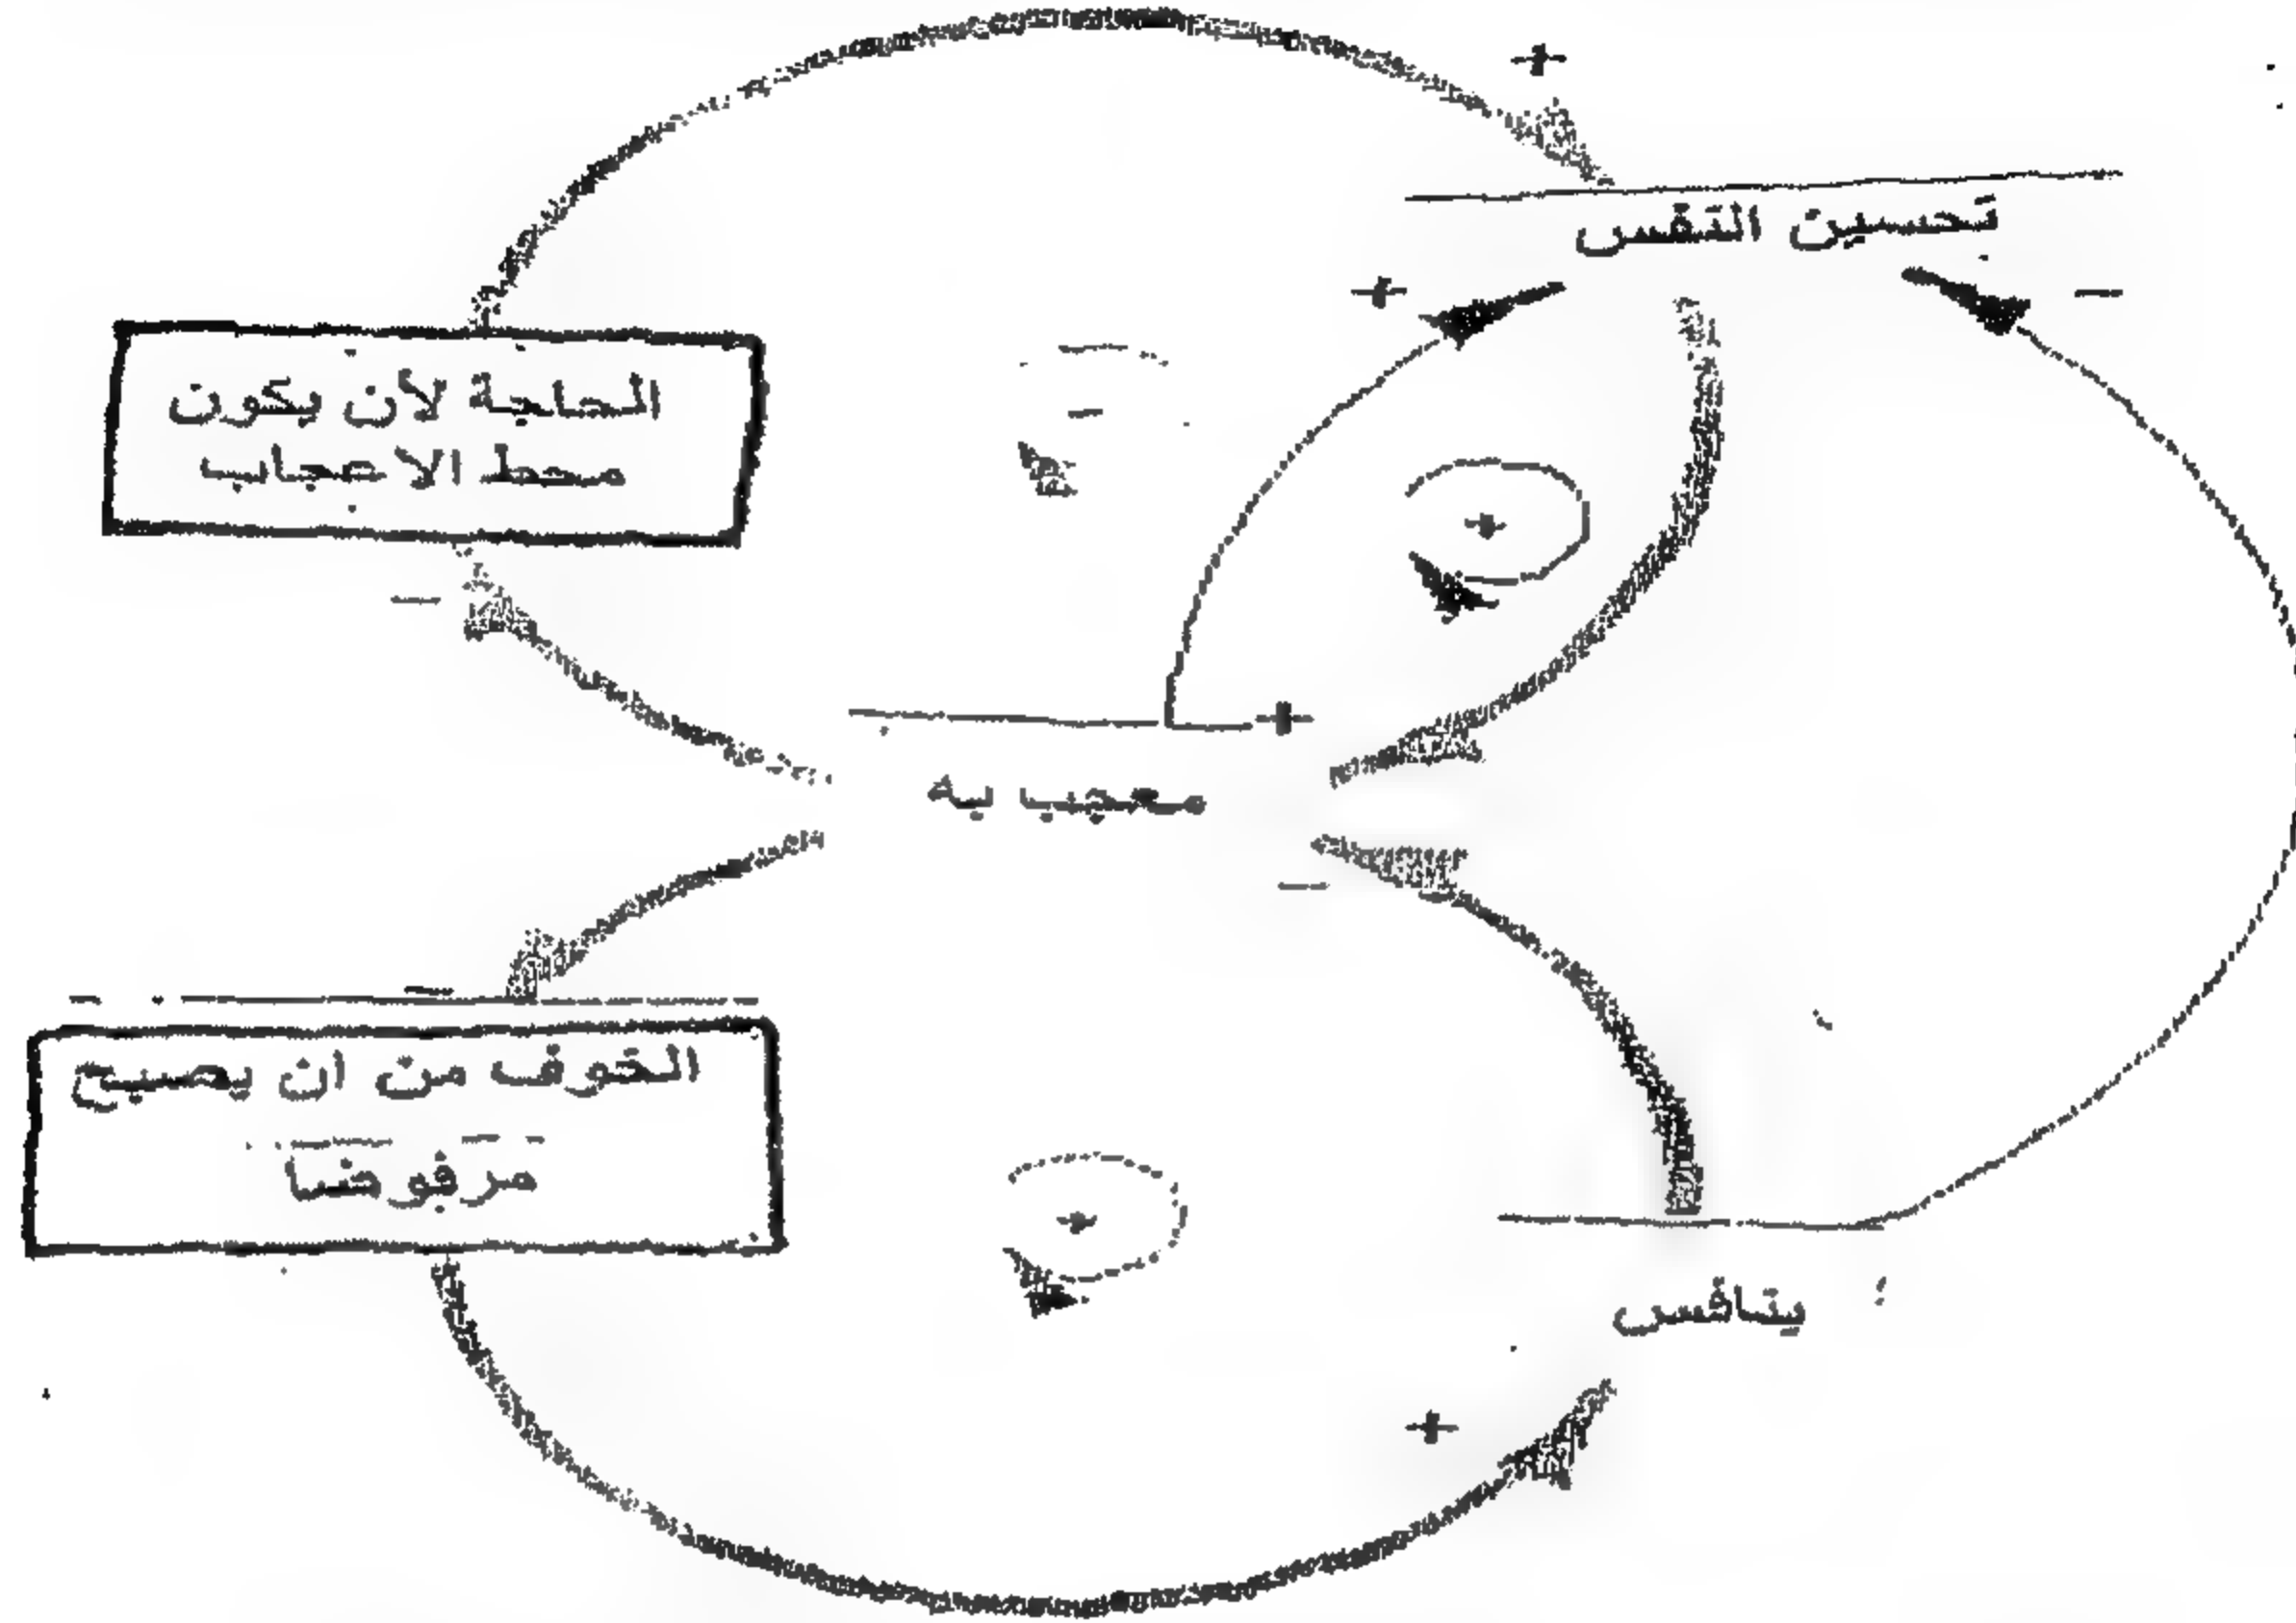 +
تحسين النفس
+
−
الحاجة لأن يكون
محط الاعجاب
−
+
−
+
معجب به
−
−
الخوف من ان يصبح
مرفوضا
+
يتنافس
+